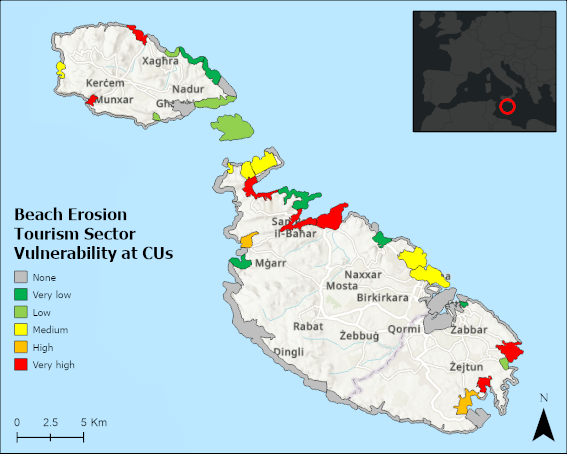 Xagħra
Kerċem
Nadur
Munxar
San
il-Baħar
Mġarr
Naxxar
Mosta
Birkirkara
Rabat
Żebbuġ
Qormi
Żabbar
Dingli
Żejtun
Beach Erosion
Tourism Sector
Vulnerability at CUs
None
Very low
Low
Medium
High
Very high
0 2.5 5 Km
N